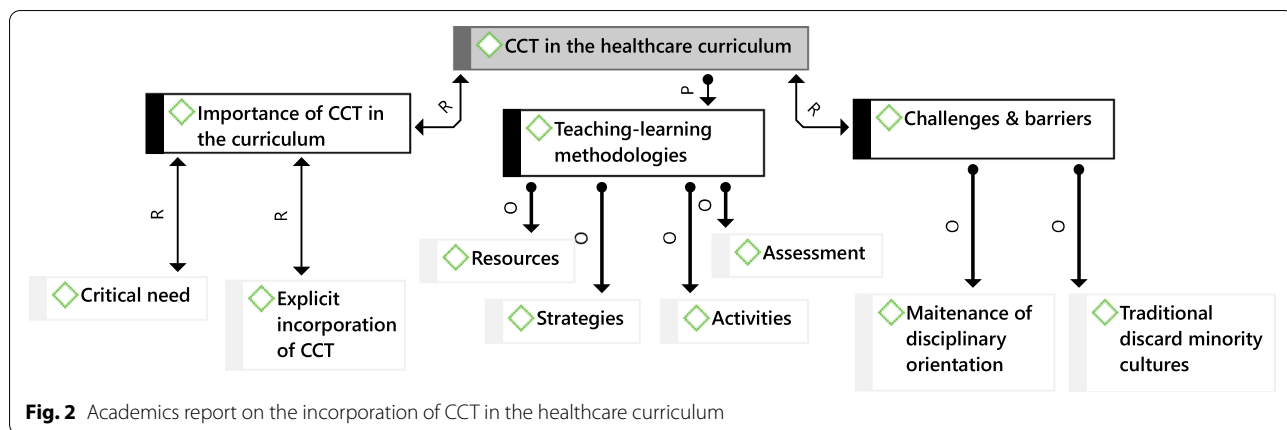 CCT in the healthcare curriculum
R
P
R
Importance of CCT in
the curriculum
Teaching-learning
methodologies
Challenges & barriers
R
R
O
O
O
O
O
O
Resources
Assessment
Critical need
Explicit
incorporation
of CCT
Strategies
Activities
Maitenance of
disciplinary
orientation
Traditional
discard minority
cultures
Fig. 2 Academics report on the incorporation of CCT in the healthcare curriculum